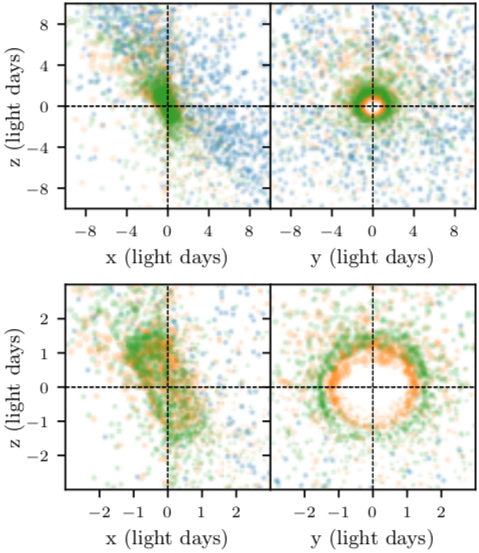 8
4
0
−4
−8
z (light days)
−8 −4 0 4 8 −8 −4 0 4 8
x (light days) y (light days)
2
1
0
−1
−2
z (light days)
−2 −1 0 1 2 −2 −1 0 1 2
x (light days) y (light days)